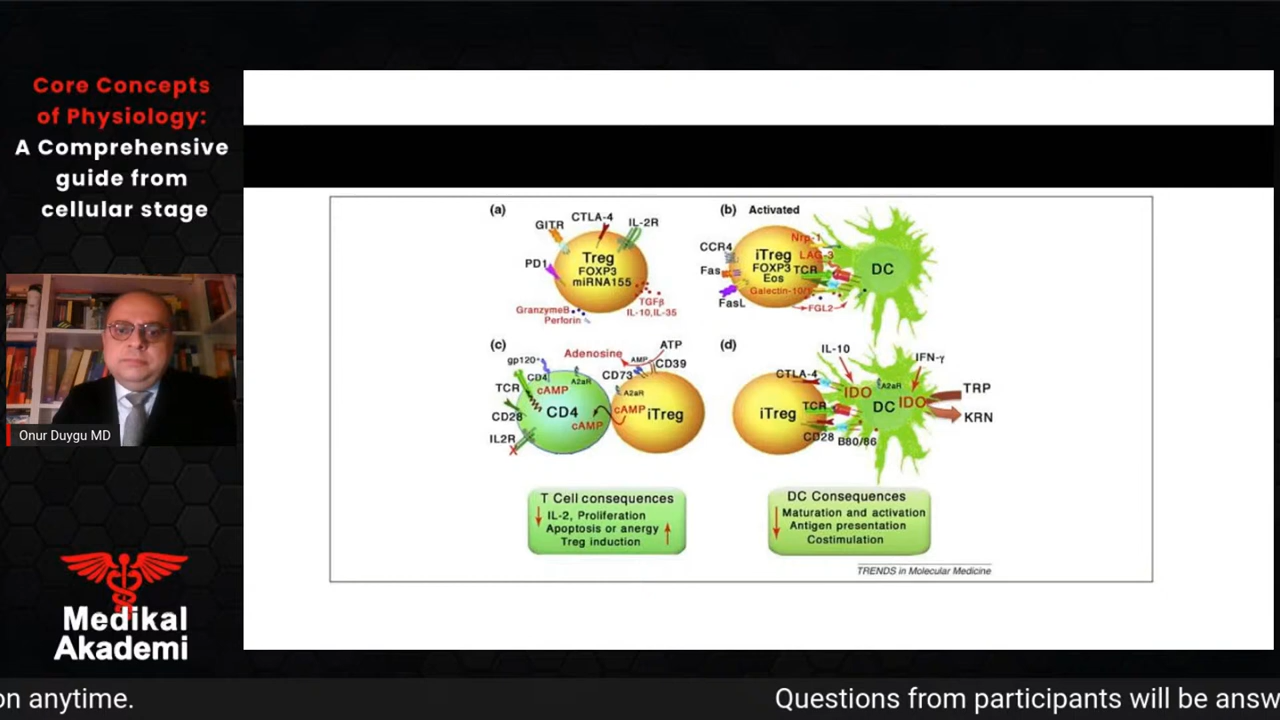 Core Concepts
of Physiology:
A Comprehensive
guide from
cellular stage
Onur Duygu MD
Medikal
Akademi
(a)
GITR
CTLA-4
IL-2R
PD1
Treg
FOXP3
miRNA155
GranzymeB
Perforin
TGFβ
IL-10,IL-35
(b) Activated
CCR4
Fas
FasL
iTreg
FOXP3
Eos
Nrp-1
LAG-3
TCR
FGL2
DC
(c)
gp120
Adenosine
AMP
ATP
CD39
CD73
CD4
A2aR
A2aR
TCR
cAMP
CD28
CD4
cAMP
cAMP
iTreg
IL2R
(d)
IL-10
IFN-γ
CTLA-4
IDO
A2aR
IDO
TRP
KRN
iTreg
TCR
DC
CD28
B80/86
T Cell consequences
IL-2, Proliferation
Apoptosis or anergy
Treg induction
DC Consequences
Maturation and activation
Antigen presentation
Costimulation
TRENDS in Molecular Medicine
on anytime.
Questions from participants will be answ